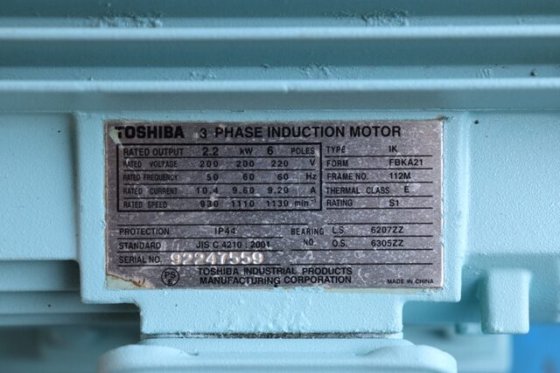 TOSHIBA 3 PHASE INDUCTION MOTOR
RATED OUTPUT 2.2 kW 6 POLES TYPE IK
RATED VOLTAGE 200 200 220 V FORM FBKA21
RATED FREQUENCY 50 60 60 Hz FRAME NO. 112M
RATED CURRENT 10.4 9.60 9.20 A THERMAL CLASS E
RATED SPEED 930 1110 1130 min⁻¹ RATING S1
PROTECTION IP44 BEARING NO. L.S. 6207ZZ
STANDARD JIS C 4210 : 2001 O.S. 6305ZZ
SERIAL NO. 92247559
PS E TOSHIBA INDUSTRIAL PRODUCTS
MANUFACTURING CORPORATION MADE IN CHINA